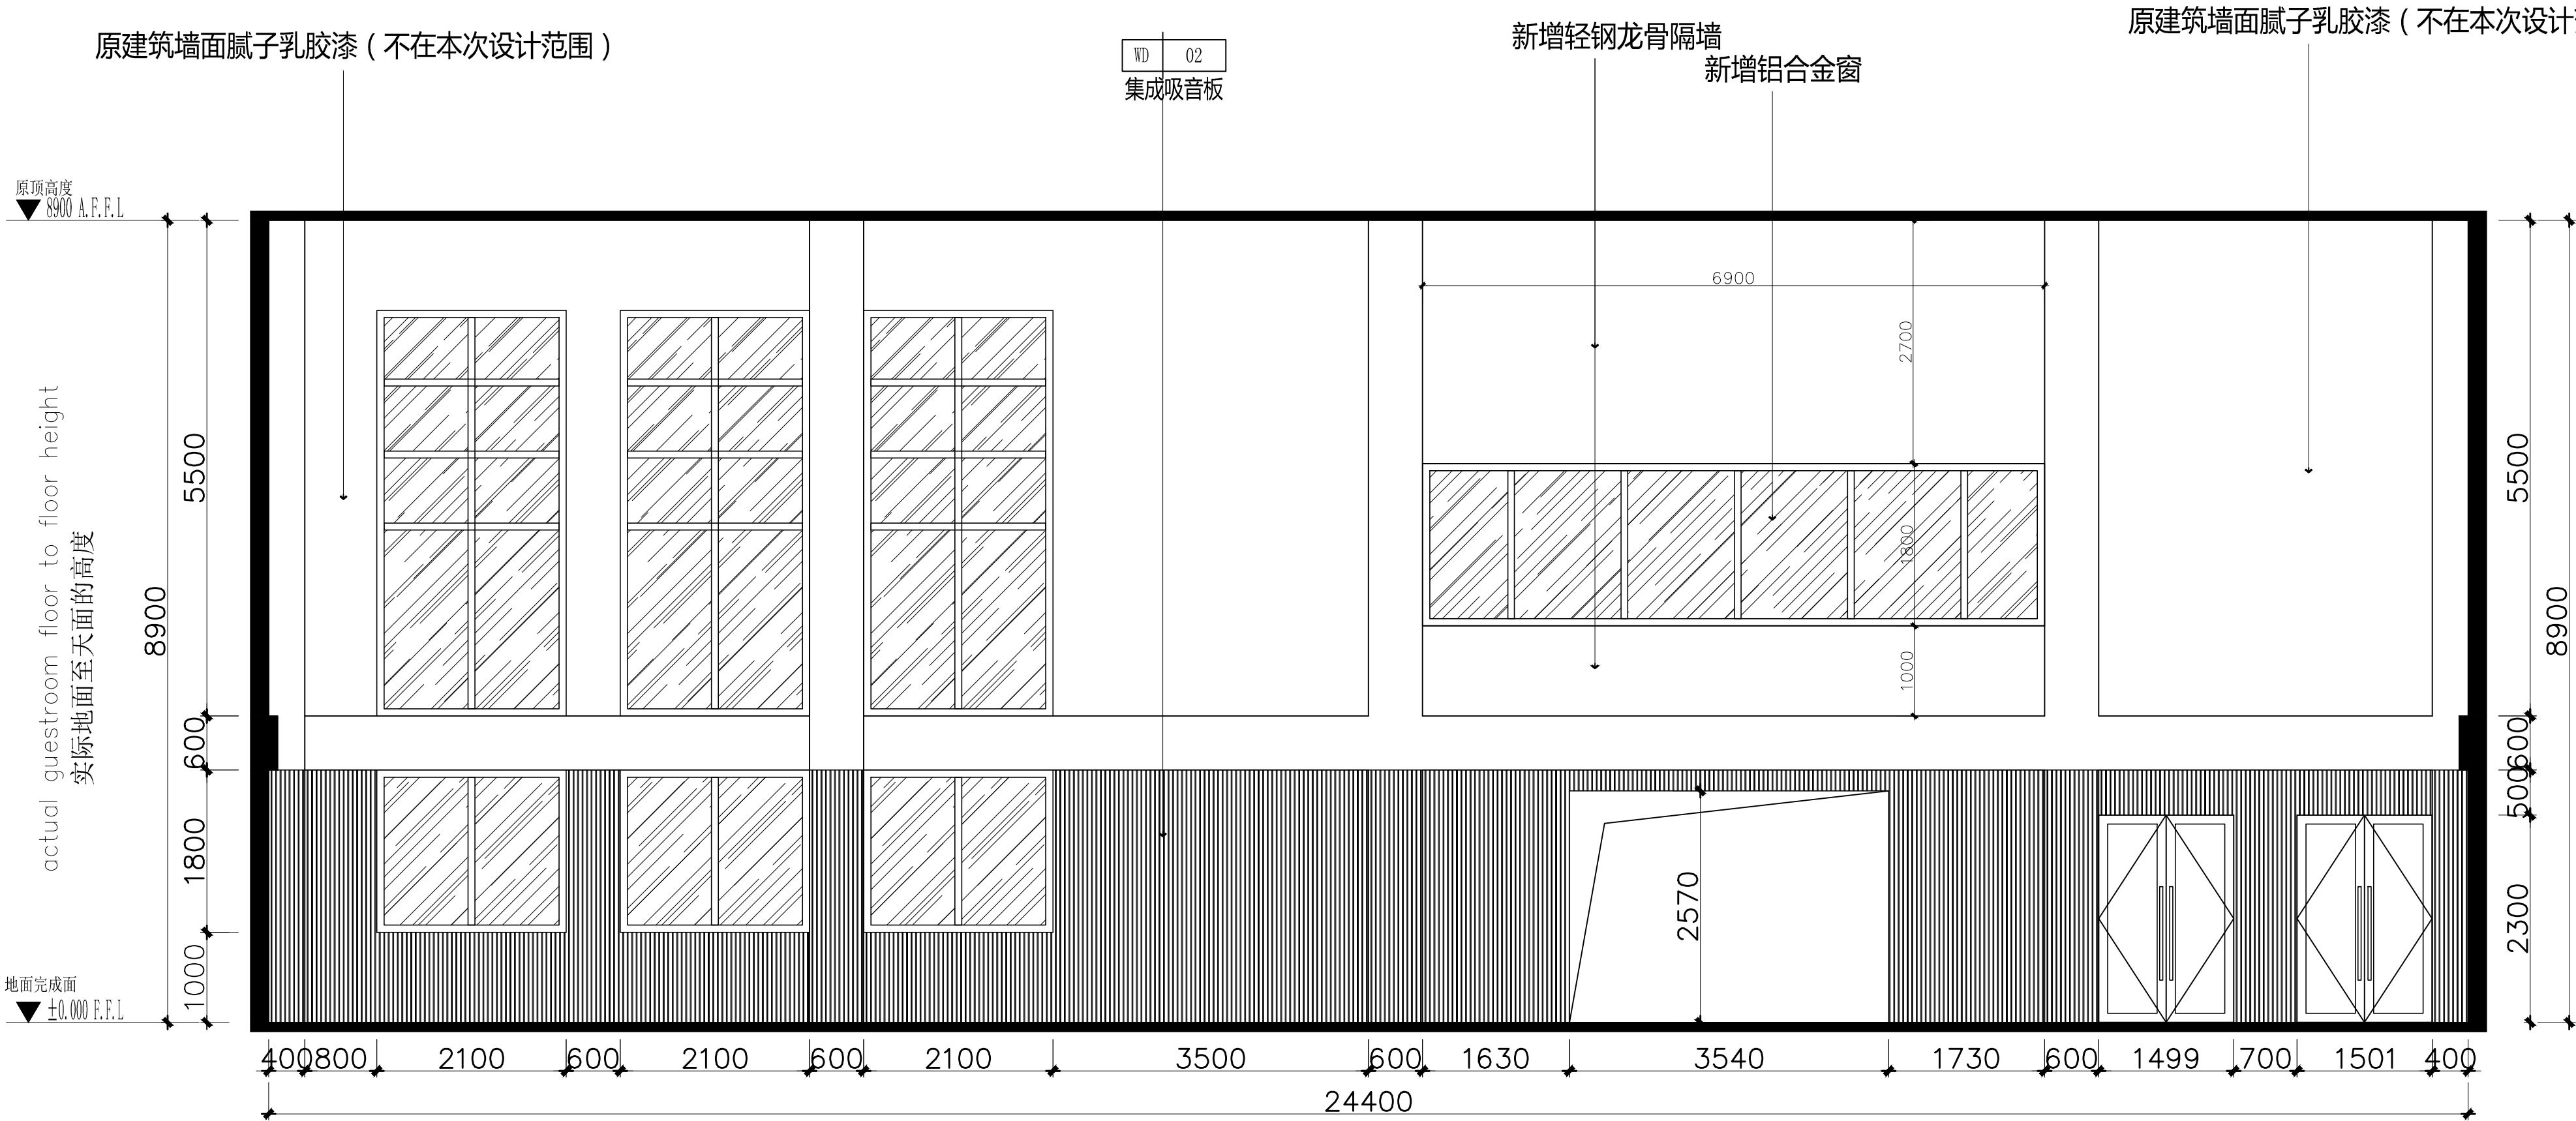 原建筑墙面腻子乳胶漆（不在本次设计范围）
WD 02
集成吸音板
新增轻钢龙骨隔墙
新增铝合金窗
原建筑墙面腻子乳胶漆（不在本次设计
原顶高度
8900 A.F.F.L
6900
2700
1800
1000
actual guestroom floor to floor height
实际地面至天面的高度
8900
5500
600
1800
1000
2570
5500
600
500
2300
8900
地面完成面
±0.000 F.F.L
400 800 2100 600 2100 600 2100 3500 600 1630 3540 1730 600 1499 700 1501 400
24400